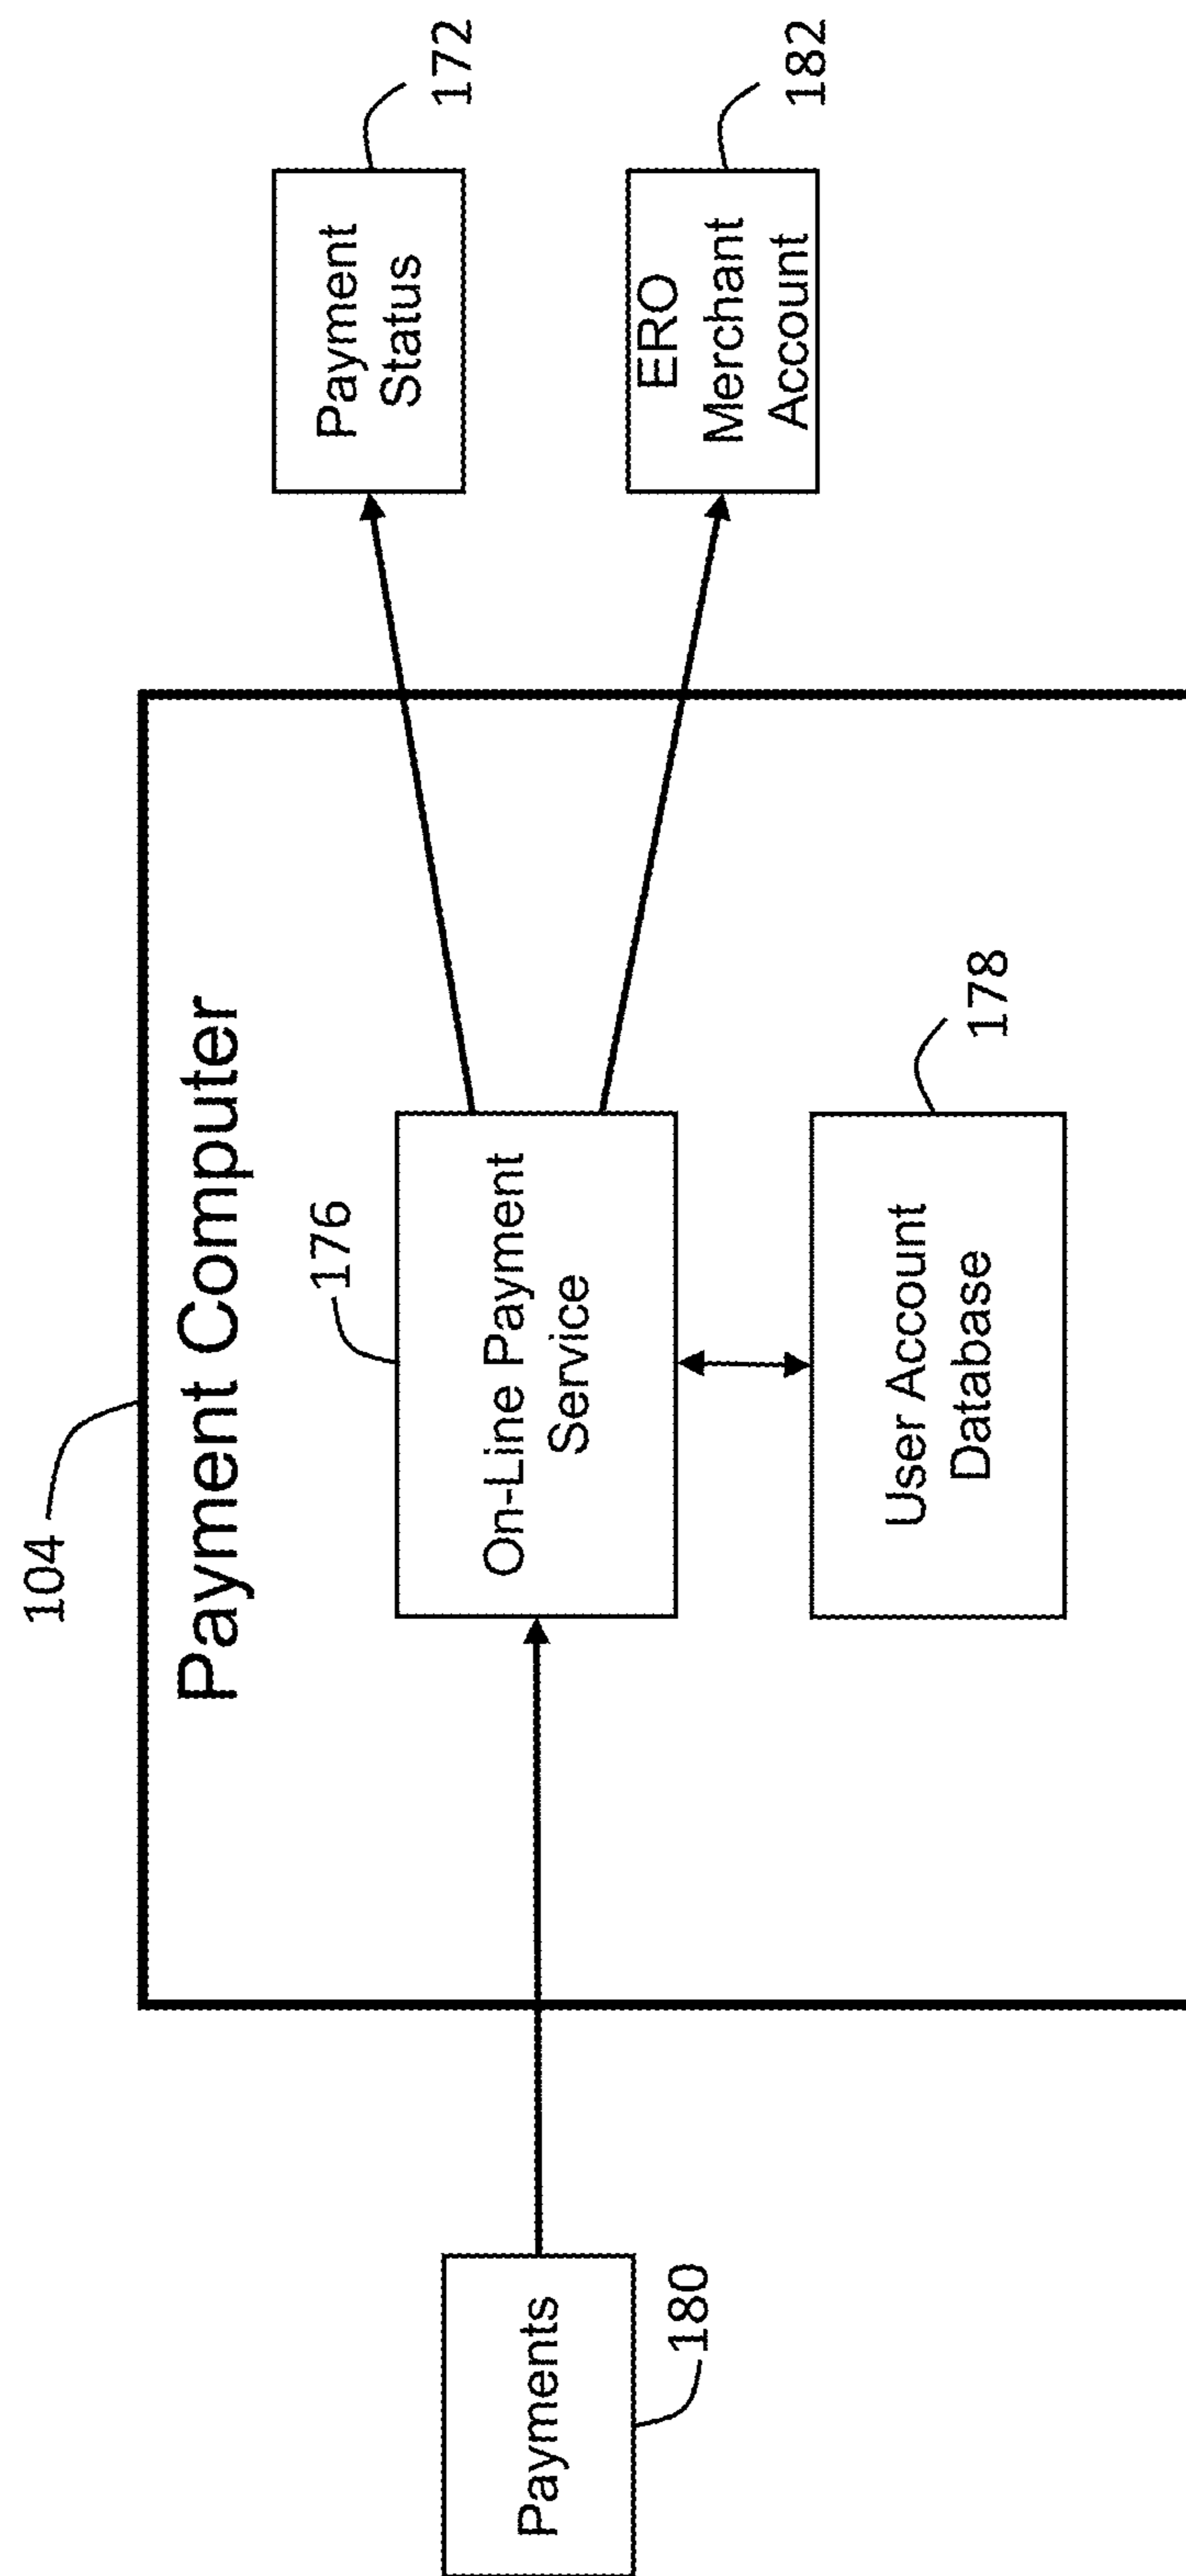 104
Payment Computer
176
On-Line Payment
Service
User Account
Database
178
Payments
180
Payment
Status
172
ERO
Merchant
Account
182